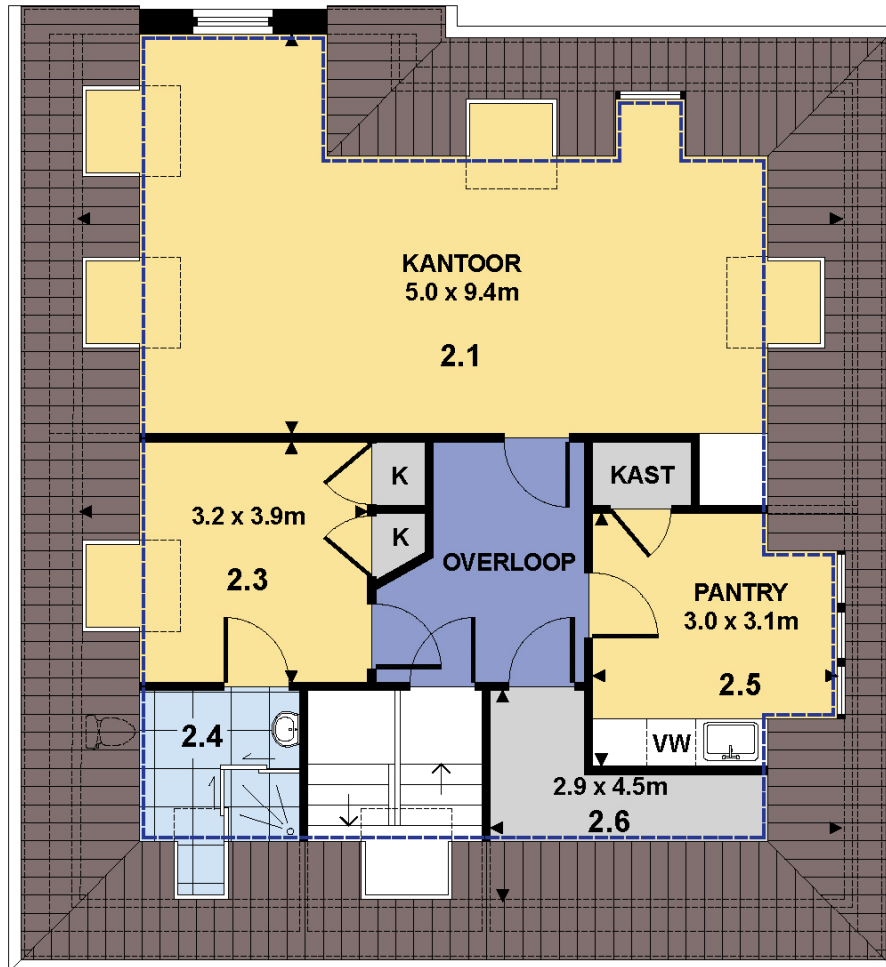 KANTOOR
5.0 x 9.4m
2.1
K
KAST
3.2 x 3.9m
K
OVERLOOP
2.3
PANTRY
3.0 x 3.1m
2.5
2.4
VW
2.9 x 4.5m
2.6